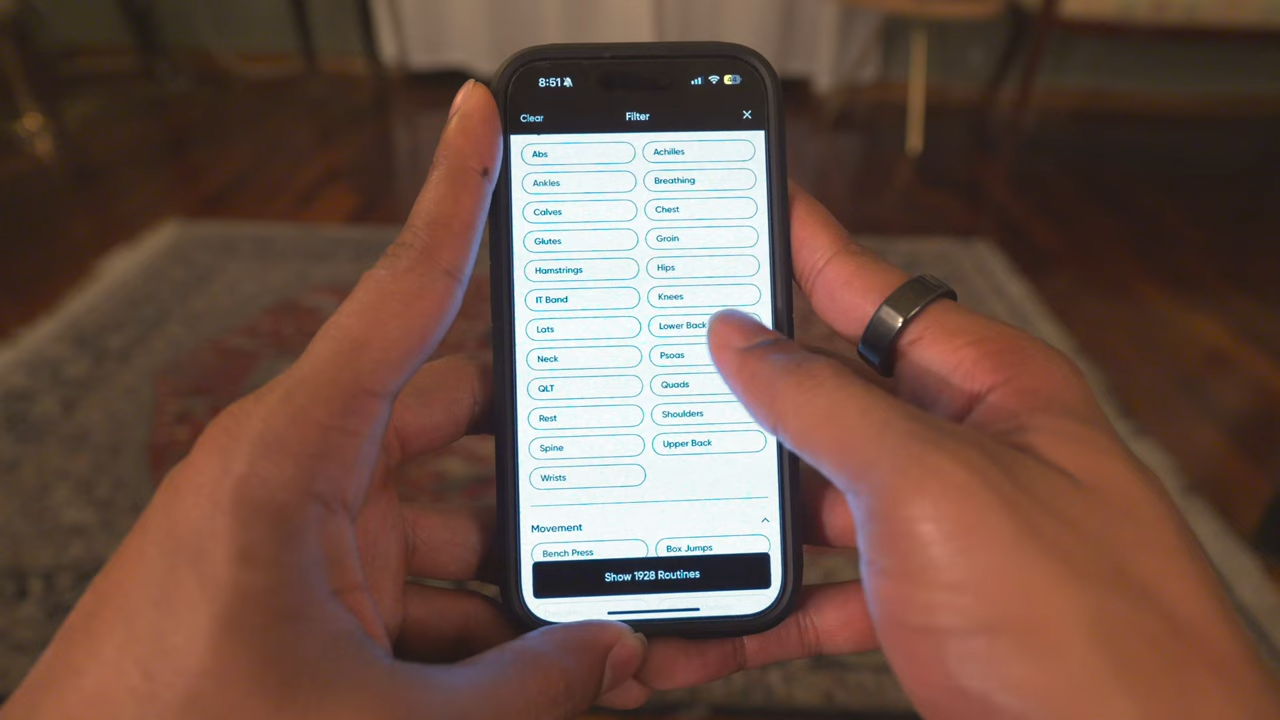 8:51 44
Clear Filter ×
Abs Achilles
Ankles Breathing
Calves Chest
Glutes Groin
Hamstrings Hips
IT Band Knees
Lats Lower Back
Neck Psoas
QLT Quads
Rest Shoulders
Spine Upper Back
Wrists
Movement
Bench Press Box Jumps
Show 1928 Routines